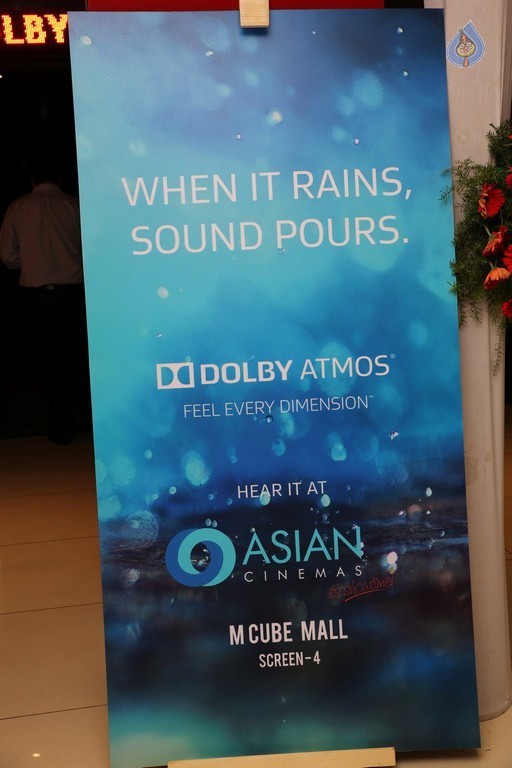 LBY
WHEN IT RAINS,
SOUND POURS.
DOLBY ATMOS®
FEEL EVERY DIMENSION™
HEAR IT AT
ASIAN
CINEMAS
M CUBE MALL
SCREEN-4